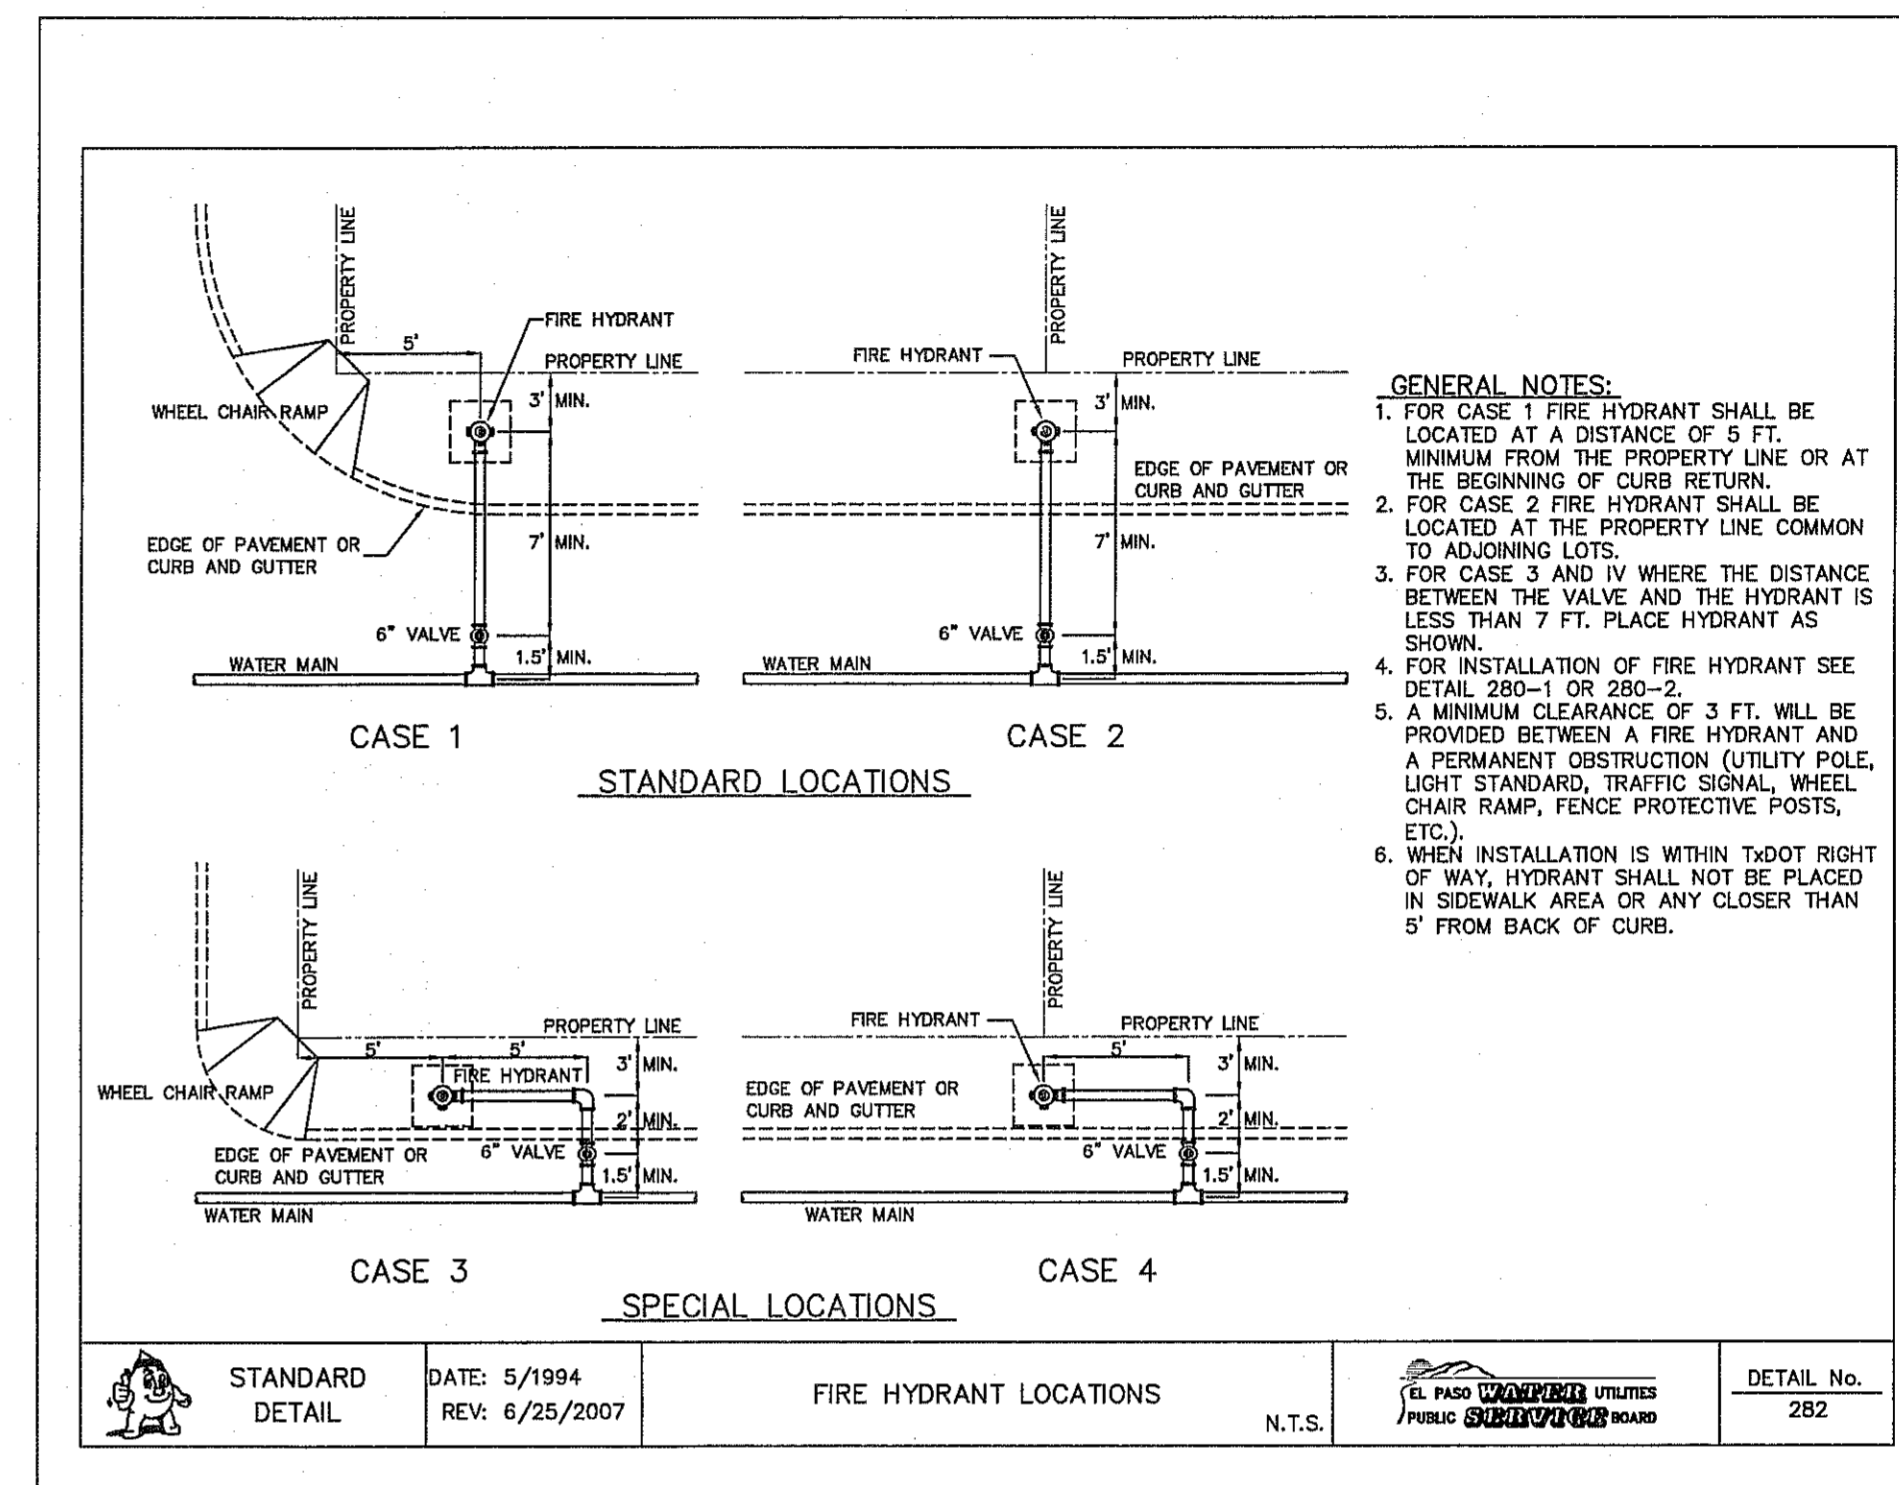 PROPERTY LINE
5'
FIRE HYDRANT
PROPERTY LINE
3' MIN.
WHEEL CHAIR RAMP
EDGE OF PAVEMENT OR
CURB AND GUTTER
7' MIN.
6" VALVE
1.5' MIN.
WATER MAIN
CASE 1
PROPERTY LINE
FIRE HYDRANT
PROPERTY LINE
3' MIN.
EDGE OF PAVEMENT OR
CURB AND GUTTER
7' MIN.
6" VALVE
1.5' MIN.
WATER MAIN
CASE 2
STANDARD LOCATIONS
PROPERTY LINE
PROPERTY LINE
5'
5'
3' MIN.
FIRE HYDRANT
WHEEL CHAIR RAMP
2' MIN.
EDGE OF PAVEMENT OR
CURB AND GUTTER
6" VALVE
1.5' MIN.
WATER MAIN
CASE 3
PROPERTY LINE
FIRE HYDRANT
PROPERTY LINE
5'
3' MIN.
EDGE OF PAVEMENT OR
CURB AND GUTTER
2' MIN.
6" VALVE
1.5' MIN.
WATER MAIN
CASE 4
SPECIAL LOCATIONS
GENERAL NOTES:
1. FOR CASE 1 FIRE HYDRANT SHALL BE
LOCATED AT A DISTANCE OF 5 FT.
MINIMUM FROM THE PROPERTY LINE OR AT
THE BEGINNING OF CURB RETURN.
2. FOR CASE 2 FIRE HYDRANT SHALL BE
LOCATED AT THE PROPERTY LINE COMMON
TO ADJOINING LOTS.
3. FOR CASE 3 AND IV WHERE THE DISTANCE
BETWEEN THE VALVE AND THE HYDRANT IS
LESS THAN 7 FT. PLACE HYDRANT AS
SHOWN.
4. FOR INSTALLATION OF FIRE HYDRANT SEE
DETAIL 280-1 OR 280-2.
5. A MINIMUM CLEARANCE OF 3 FT. WILL BE
PROVIDED BETWEEN A FIRE HYDRANT AND
A PERMANENT OBSTRUCTION (UTILITY POLE,
LIGHT STANDARD, TRAFFIC SIGNAL, WHEEL
CHAIR RAMP, FENCE PROTECTIVE POSTS,
ETC.).
6. WHEN INSTALLATION IS WITHIN TxDOT RIGHT
OF WAY, HYDRANT SHALL NOT BE PLACED
IN SIDEWALK AREA OR ANY CLOSER THAN
5' FROM BACK OF CURB.
STANDARD
DETAIL
DATE: 5/1994
REV: 6/25/2007
FIRE HYDRANT LOCATIONS
N.T.S.
EL PASO WATER UTILITIES
PUBLIC SERVICE BOARD
DETAIL No.
282